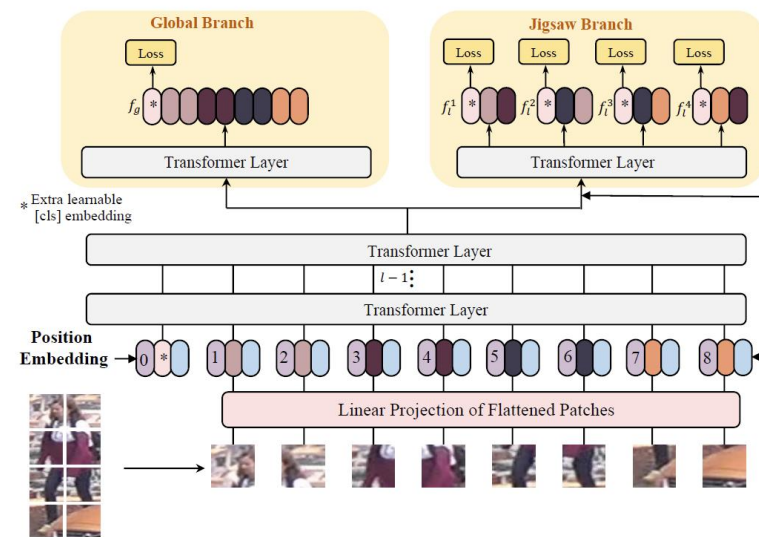 Global Branch
Jigsaw Branch
Loss
Loss
Loss
Loss
Loss
f_g * f_l^1 * f_l^2 * f_l^3 * f_l^4 *
Transformer Layer
Transformer Layer
* Extra learnable
[cls] embedding
Transformer Layer
l − 1
Transformer Layer
Position
Embedding
0 * 1 2 3 4 5 6 7 8
Linear Projection of Flattened Patches